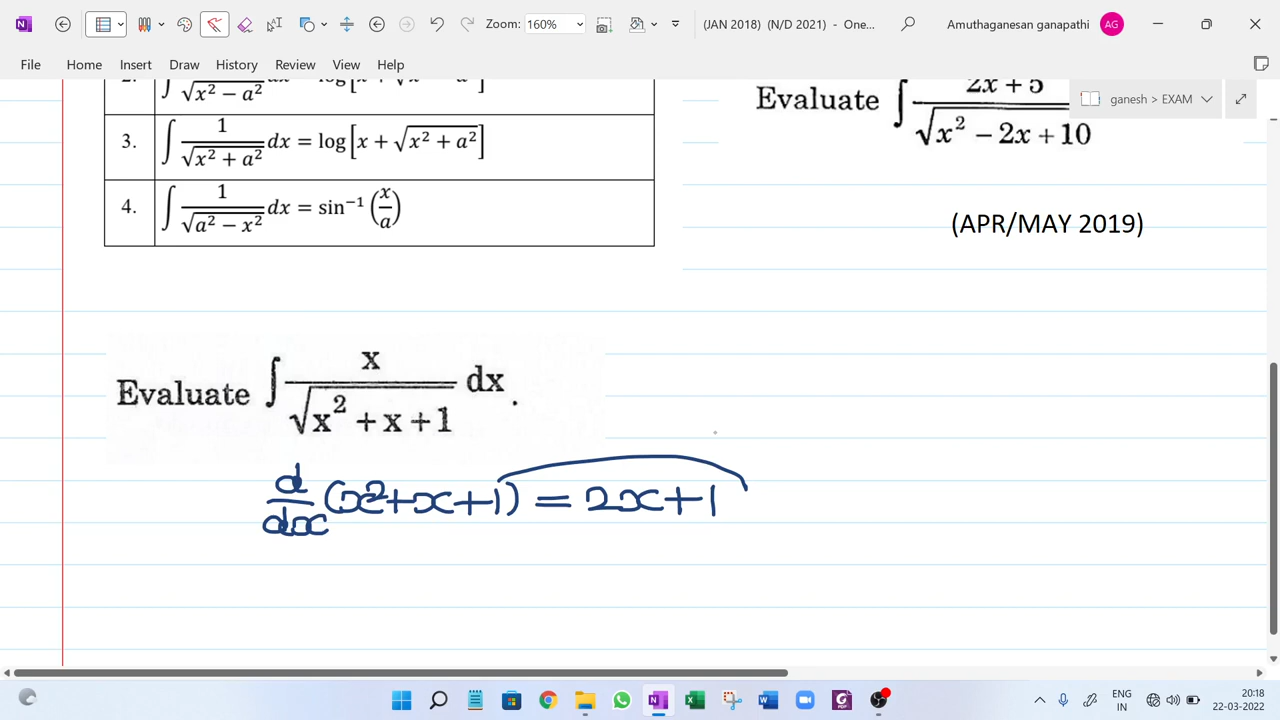 Zoom: 160%
(JAN 2018) (N/D 2021) - One...
Amuthaganesan ganapathi
AG
File Home Insert Draw History Review View Help
ganesh > EXAM
√x² − a²
3. ∫ 1/√x² + a² dx = log[x + √x² + a²]
4. ∫ 1/√a² − x² dx = sin⁻¹ (x/a)
Evaluate ∫ 2x + 5/√x² − 2x + 10
(APR/MAY 2019)
Evaluate ∫ x/√x² + x + 1 dx.
d/dx (x²+x+1) = 2x+1
ENG
IN
20:18
22-03-2022